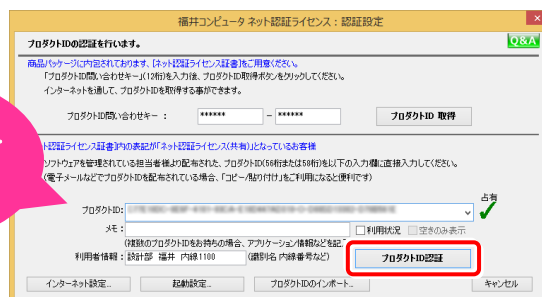 福井コンピュータ ネット認証ライセンス：認証設定
×
プロダクトIDの認証を行います。
Q&A
商品パッケージに内包されております、「ネット認証ライセンス証書」をご用意ください。
「プロダクトID問い合わせキー」(12桁)を入力後、プロダクトID取得ボタンをクリックしてください。
インターネットを通して、プロダクトIDを取得する事ができます。
プロダクトID問い合わせキー : ****** - ****** プロダクトID 取得
ト認証ライセンス証書」内の表記が「ネット認証ライセンス(共有)」となっているお客様
ソフトウェアを管理されている担当者様より配布された、プロダクトID(56桁または58桁)を以下の入力欄に直接入力してください。
(電子メールなどでプロダクトIDを配布されている場合、「コピー/貼り付け」をご利用になると便利です)
占有
プロダクトID:
メモ: 利用状況 空きのみ表示
(複数のプロダクトIDをお持ちの場合、アプリケーション情報などを記
利用者情報: 設計部 福井 内線1100 (識別名 内線番号など) プロダクトID認証
インターネット設定... 起動設定... プロダクトIDのインポート... キャンセル